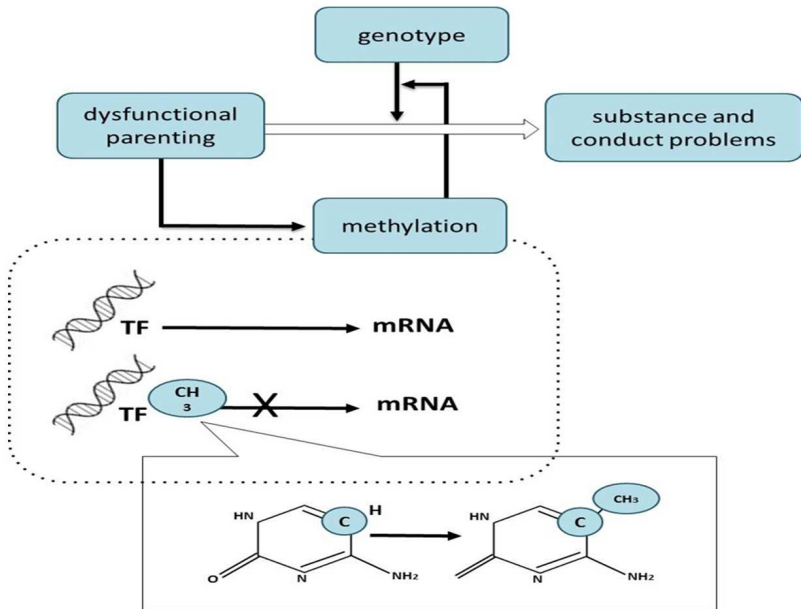 genotype
dysfunctional
parenting
substance and
conduct problems
methylation
TF
mRNA
TF
CH
3
X
mRNA
HN
C
H
O
N
NH2
HN
C
CH3
N
NH2